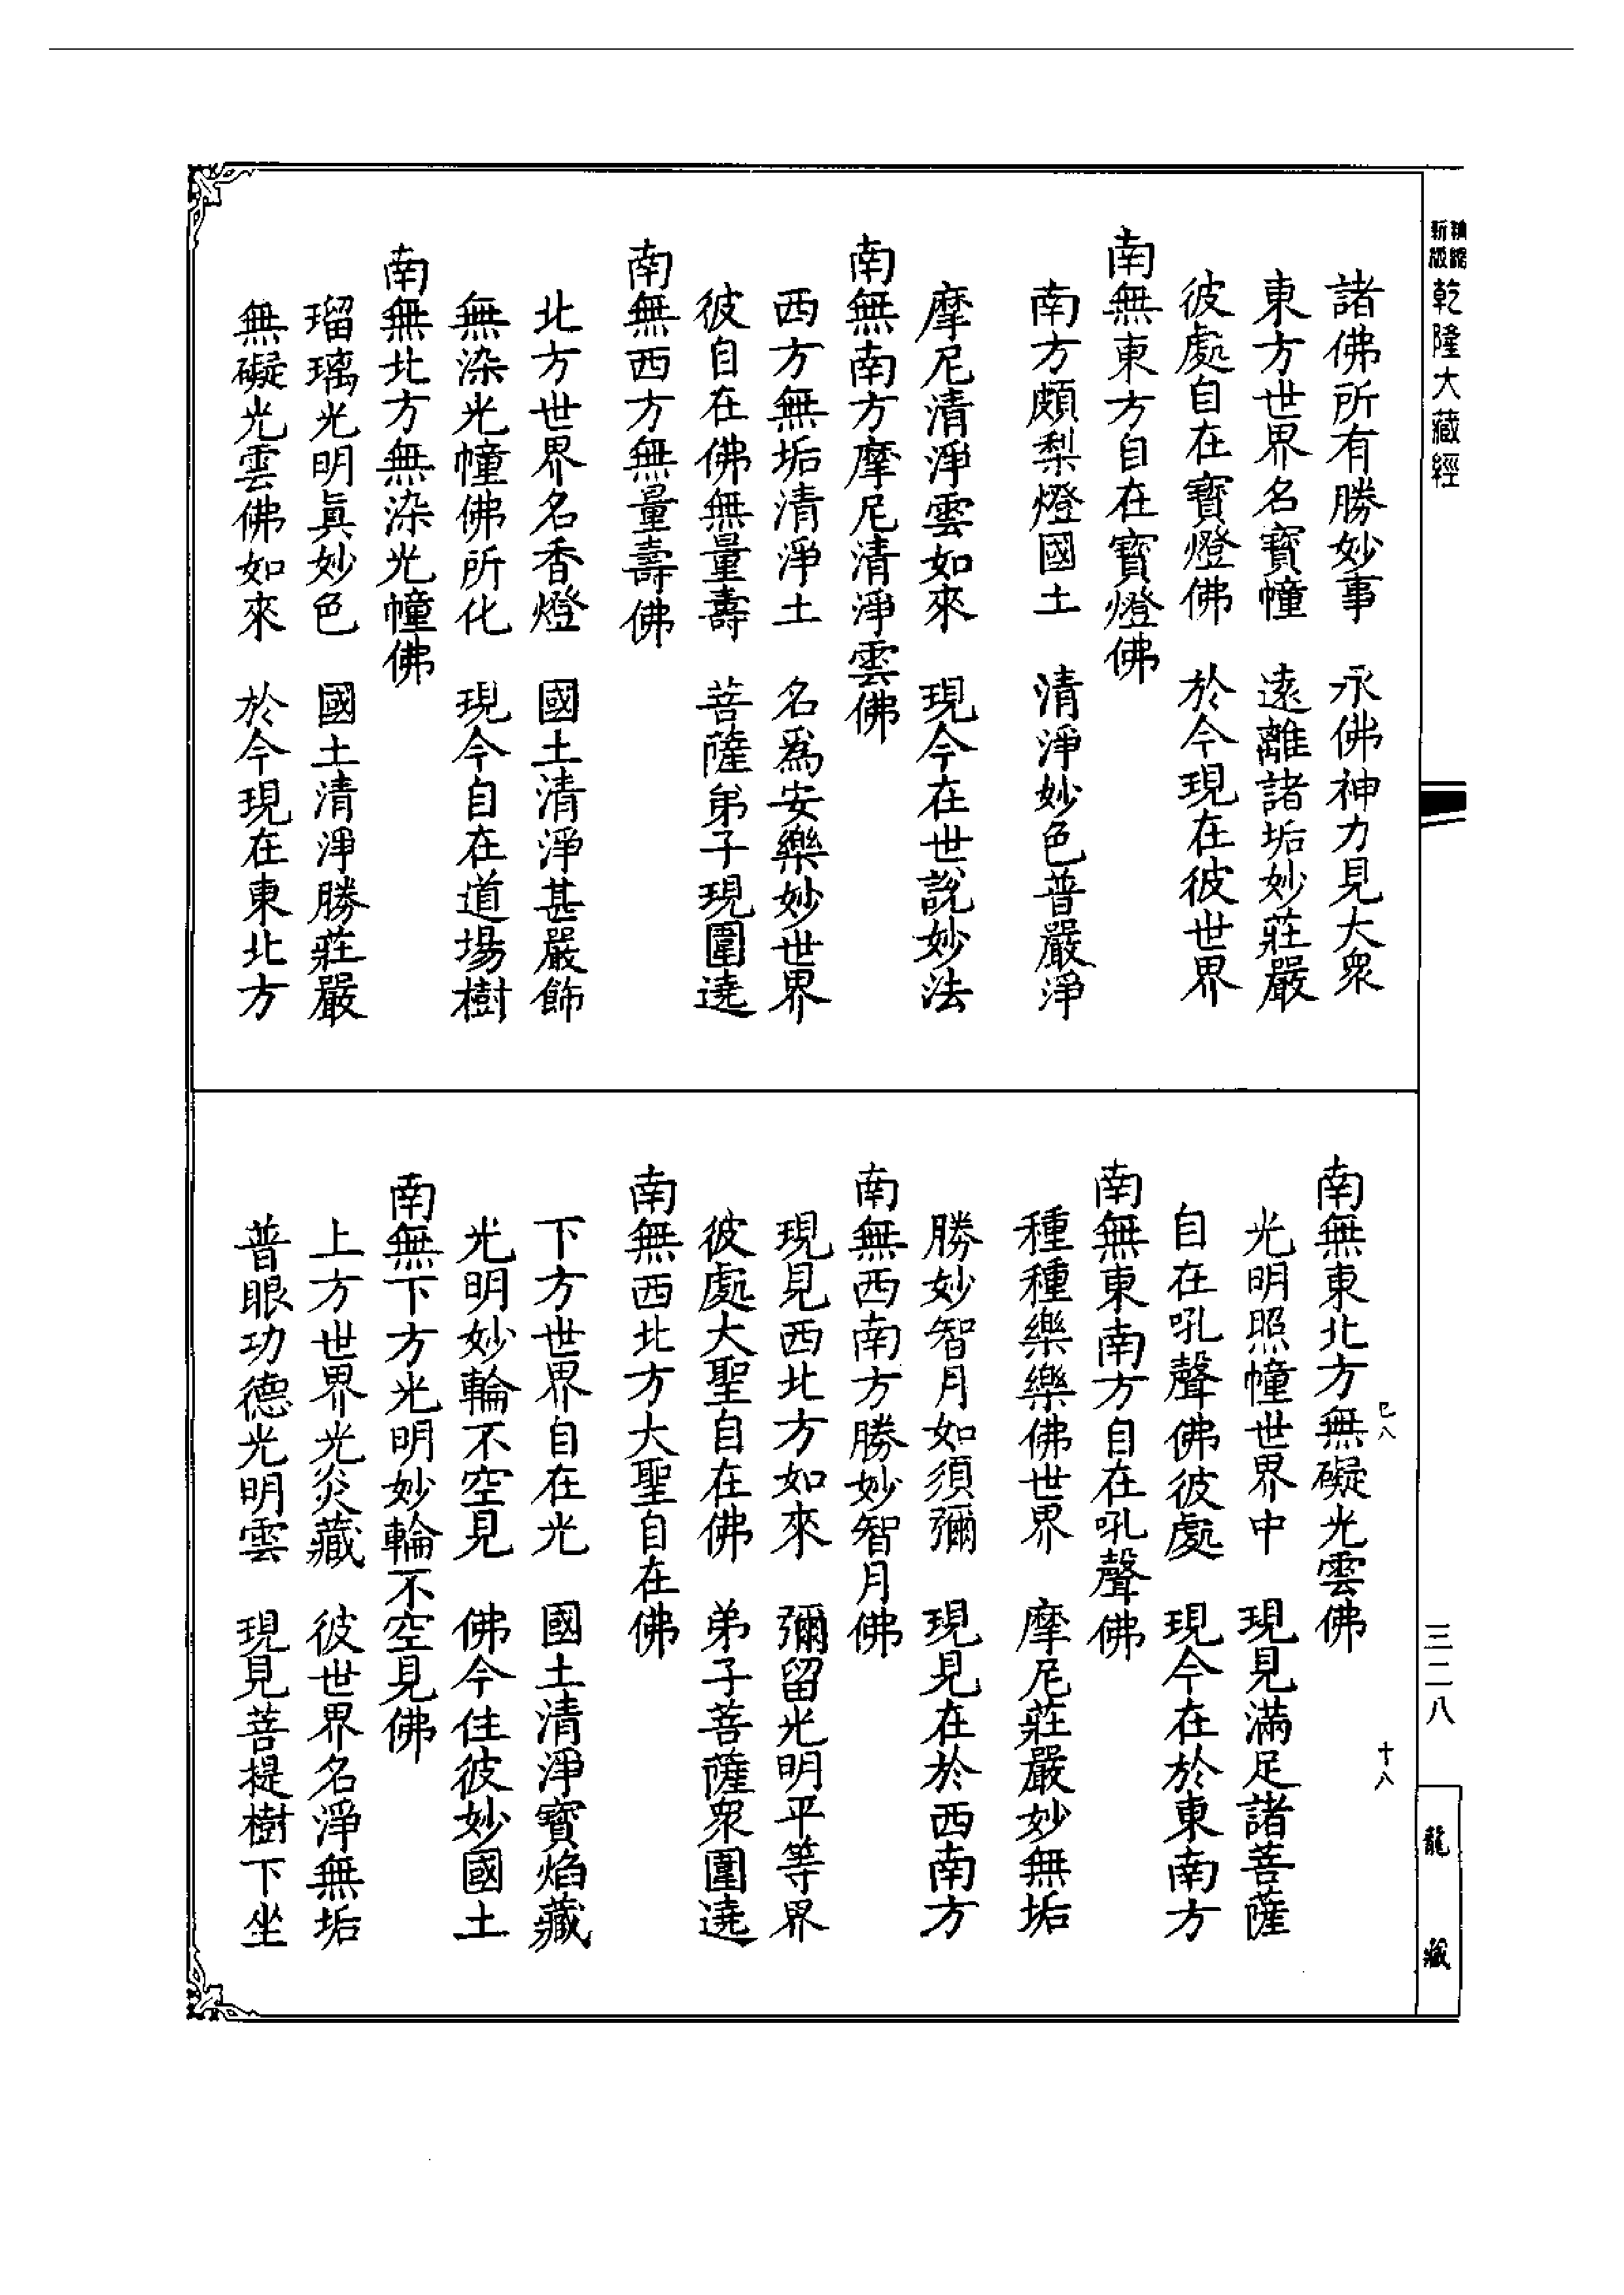 精縮新版乾隆大藏經
諸佛所有勝妙事　永佛神力見大衆
東方世界名寶幢　遠離諸垢妙莊嚴
彼處自在寶燈佛　於今現在彼世界
南無東方自在寶燈佛
南方頗梨燈國土　清淨妙色普嚴淨
摩尼清淨雲如來　現今在世說妙法
南無南方摩尼清淨雲佛
西方無垢清淨土　名爲安樂妙世界
彼自在佛無量壽　菩薩弟子現圍遶
南無西方無量壽佛
北方世界名香燈　國土清淨甚嚴飾
無染光幢佛所化　現今自在道場樹
南無北方無染光幢佛
瑠璃光明眞妙色　國土清淨勝莊嚴
無礙光雲佛如來　於今現在東北方
南無東北方無礙光雲佛
光明照幢世界中　現見滿足諸菩薩
自在吼聲佛彼處　現今在於東南方
南無東南方自在吼聲佛
種種樂樂佛世界　摩尼莊嚴妙無垢
勝妙智月如須彌　現見在於西南方
南無西南方勝妙智月佛
現見西北方如來　彌留光明平等界
彼處大聖自在佛　弟子菩薩衆圍遶
南無西北方大聖自在佛
下方世界自在光　國土清淨寶焰藏
光明妙輪不空見　佛今住彼妙國土
南無下方光明妙輪不空見佛
上方世界光炎藏　彼世界名淨無垢
普眼功德光明雲　現見菩提樹下坐
三二八
十八
龍藏